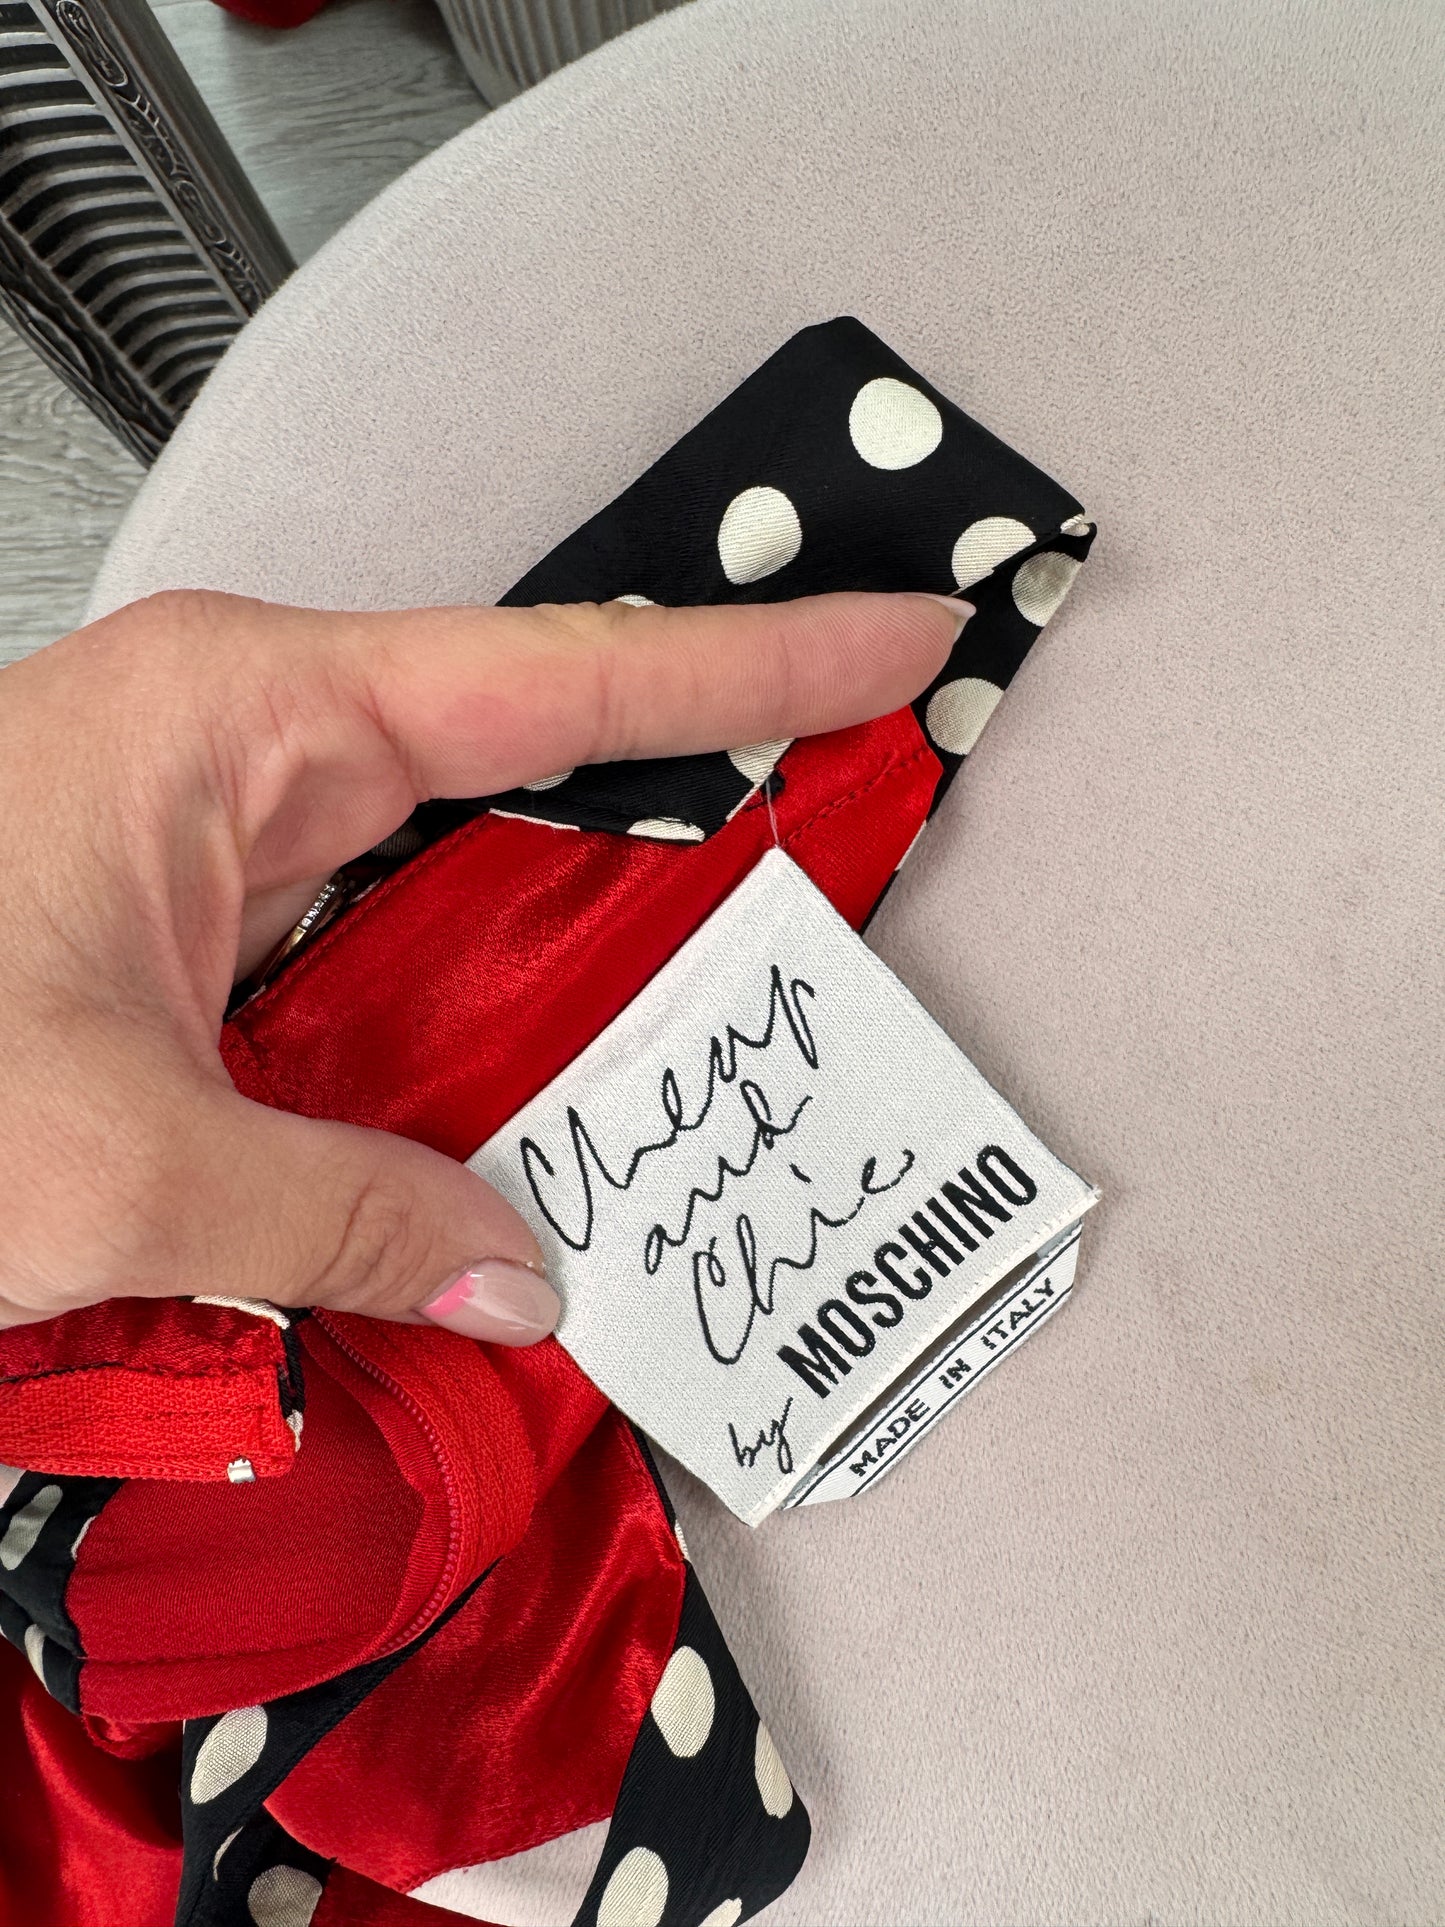 Cheap
and
Chic
by MOSCHINO
MADE IN ITALY